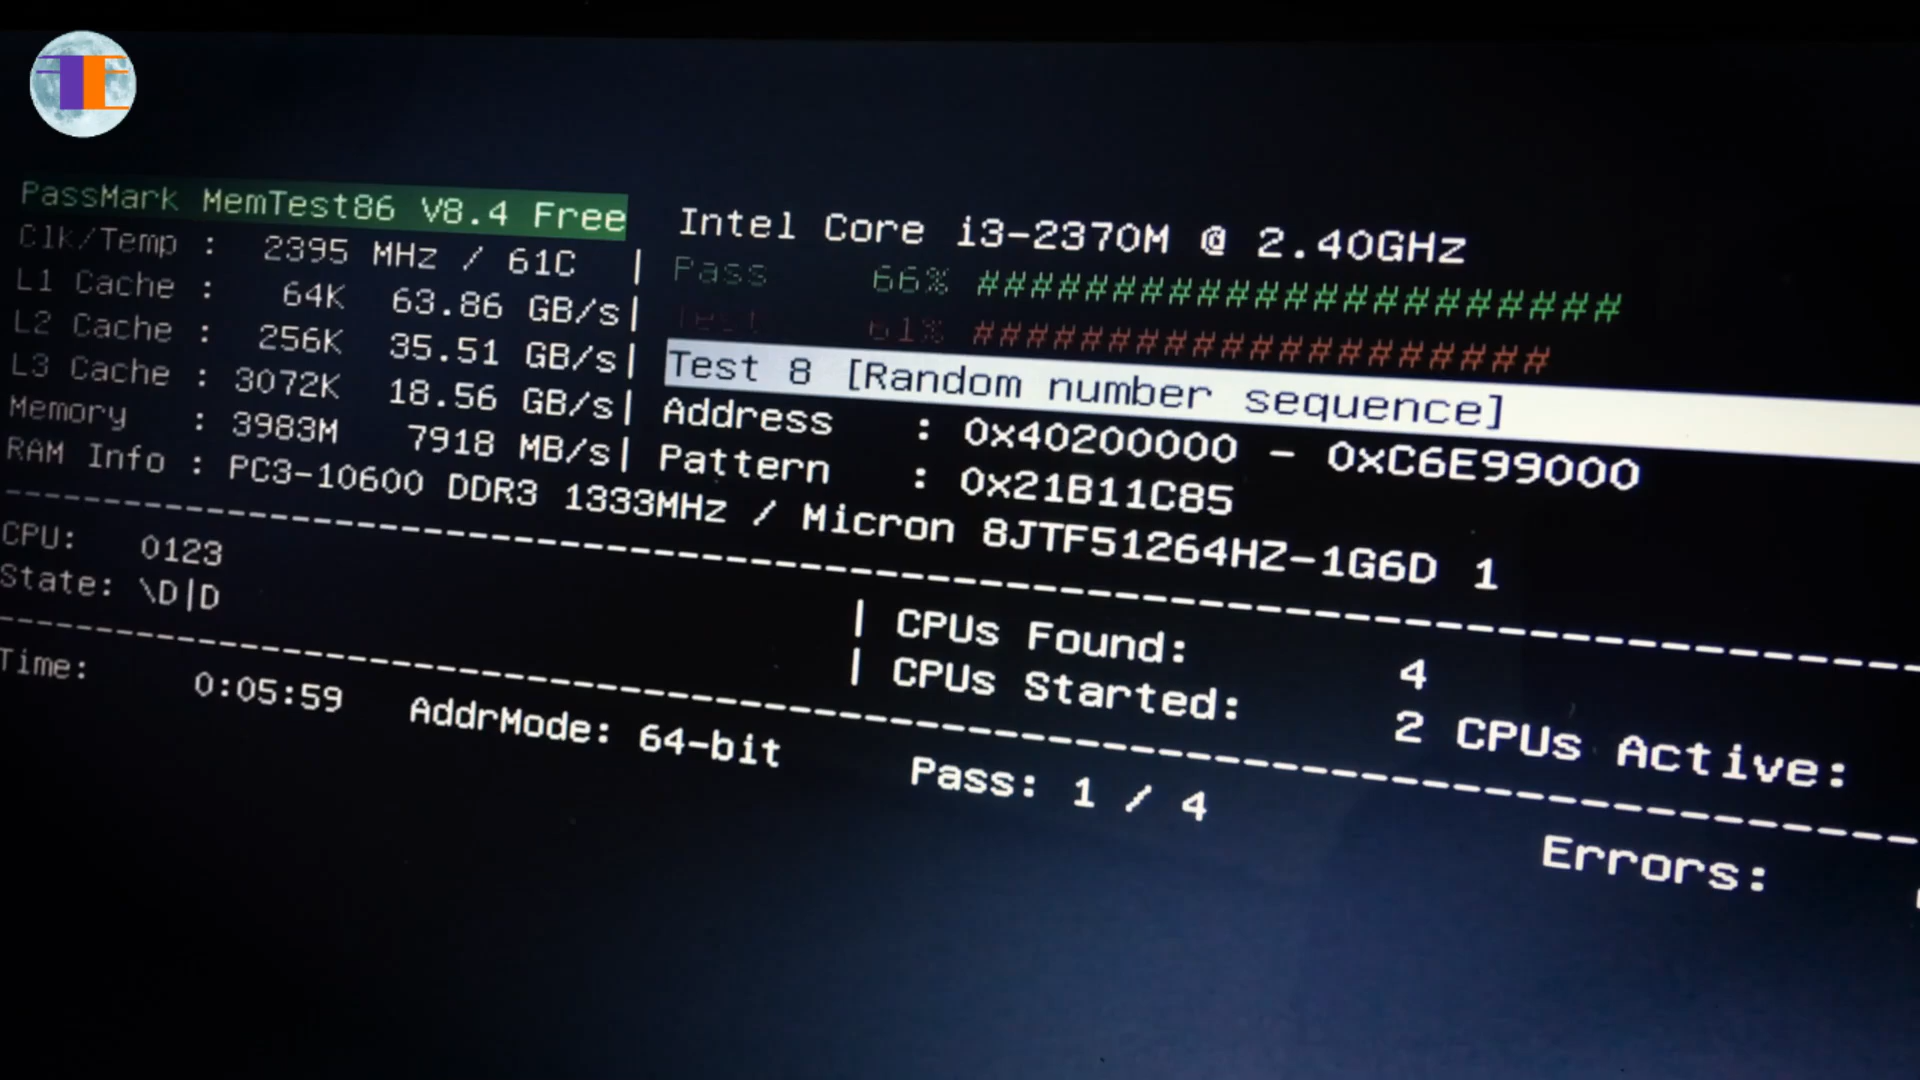 PassMark MemTest86 V8.4 Free
Intel Core i3-2370M @ 2.40GHz
Clk/Temp : 2395 MHz / 61C |
Pass 66% ########################
L1 Cache : 64K 63.86 GB/s|
Test 61% #####################
L2 Cache : 256K 35.51 GB/s|
Test 8 [Random number sequence]
L3 Cache : 3072K 18.56 GB/s|
Address : 0x40200000 - 0xC6E99000
Memory : 3983M 7918 MB/s|
Pattern : 0x21B11C85
RAM Info : PC3-10600 DDR3 1333MHz / Micron 8JTF51264HZ-1G6D 1
CPU: 0123
| CPUs Found: 4
State: \D|D
| CPUs Started: 2 CPUs Active:
Time: 0:05:59 AddrMode: 64-bit Pass: 1 / 4 Errors: